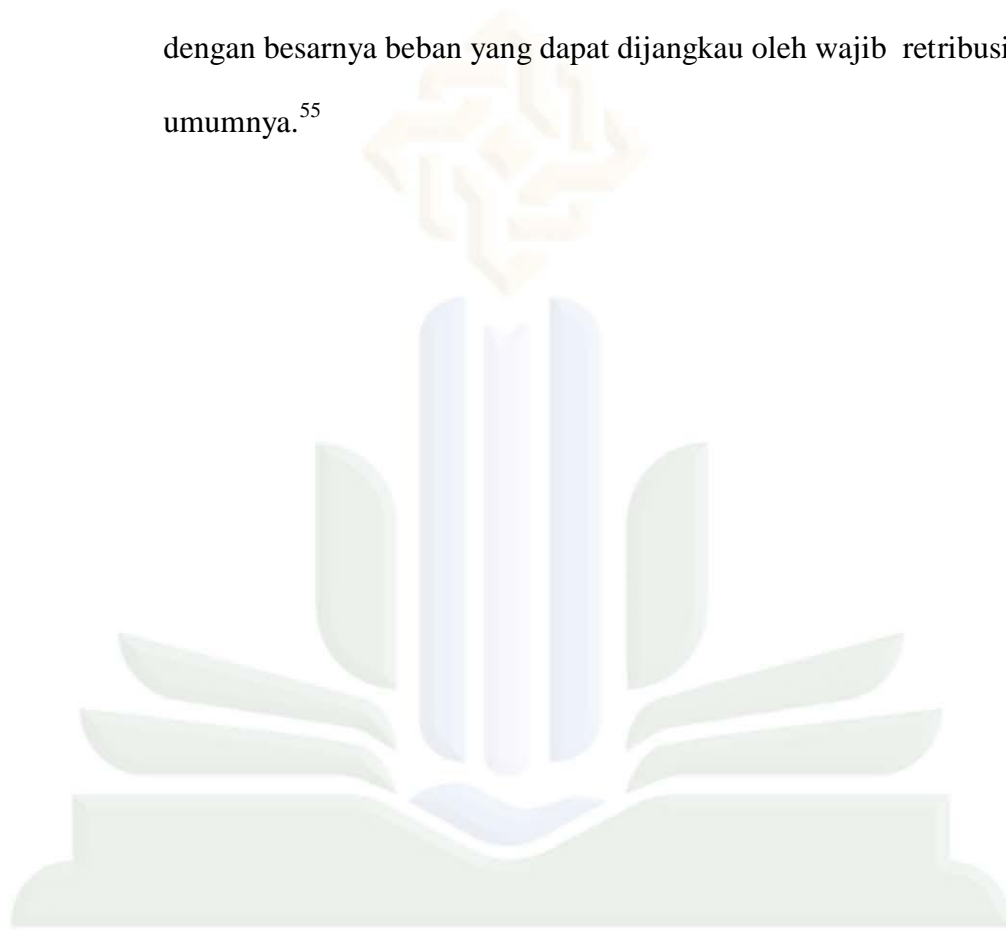 dengan besarnya beban yang dapat dijangkau oleh wajib retribusi
umumnya.55